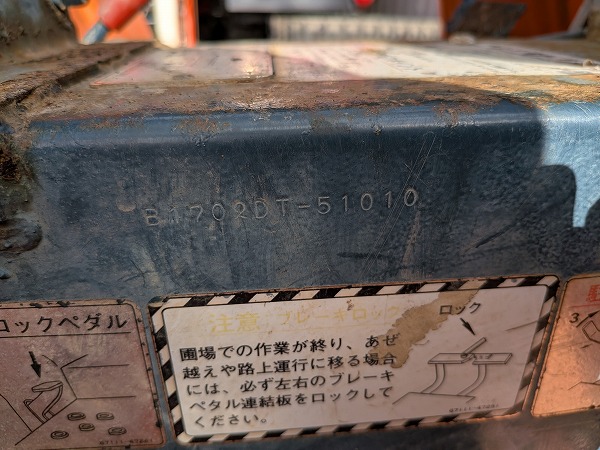 B1702DT-51010
ロックペダル
注意 ブレーキロック
ロック
圃場での作業が終り、あぜ
越えや路上運行に移る場合
には、必ず左右のブレーキ
ペダル連結板をロックして
ください。
3